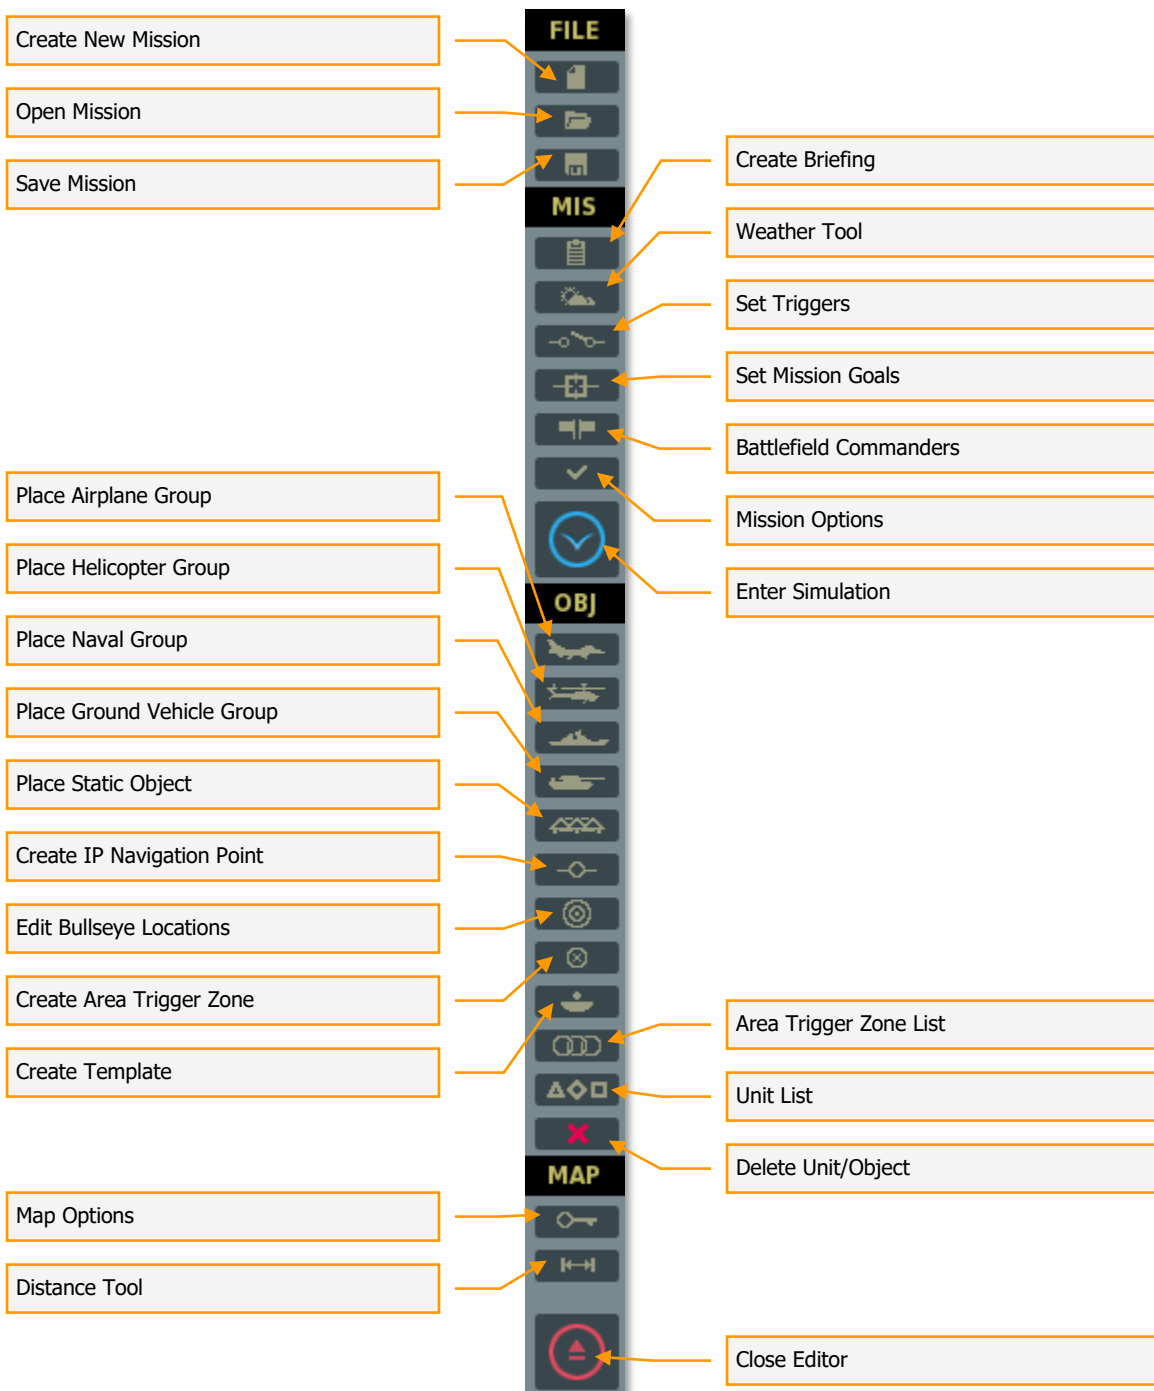 FILE
Create New Mission
Open Mission
Save Mission
MIS
Create Briefing
Weather Tool
Set Triggers
Set Mission Goals
Battlefield Commanders
Mission Options
Enter Simulation
OBJ
Place Airplane Group
Place Helicopter Group
Place Naval Group
Place Ground Vehicle Group
Place Static Object
Create IP Navigation Point
Edit Bullseye Locations
Create Area Trigger Zone
Create Template
Area Trigger Zone List
Unit List
Delete Unit/Object
MAP
Map Options
Distance Tool
Close Editor